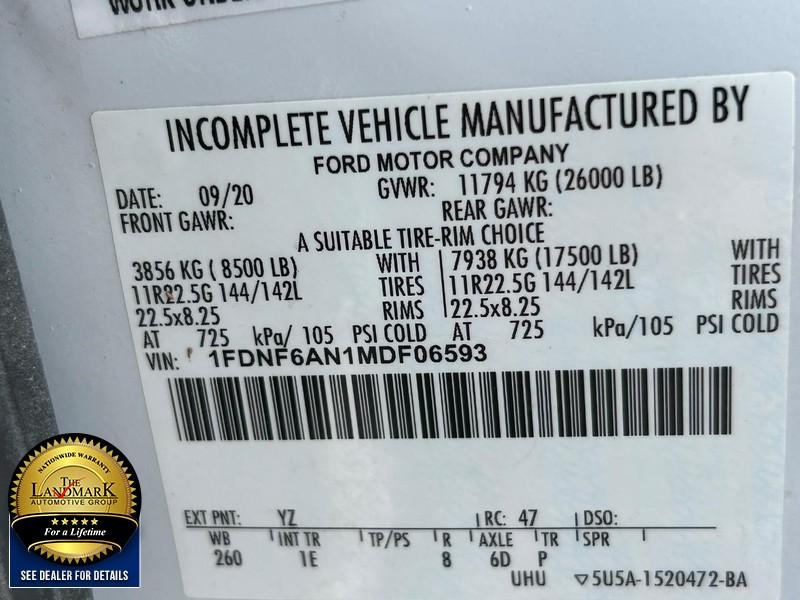 INCOMPLETE VEHICLE MANUFACTURED BY
FORD MOTOR COMPANY
DATE: 09/20 GVWR: 11794 KG (26000 LB)
FRONT GAWR: REAR GAWR:
A SUITABLE TIRE-RIM CHOICE
3856 KG ( 8500 LB) WITH 7938 KG (17500 LB) WITH
11R22.5G 144/142L TIRES 11R22.5G 144/142L TIRES
22.5x8.25 RIMS 22.5x8.25 RIMS
AT 725 kPa/ 105 PSI COLD AT 725 kPa/105 PSI COLD
VIN: 1FDNF6AN1MDF06593
EXT PNT: YZ RC: 47 DSO:
WB INT TR TP/PS R AXLE TR SPR
260 1E 8 6D P
UHU ▽5U5A-1520472-BA
NATIONWIDE WARRANTY
THE
LANDMARK
AUTOMOTIVE GROUP
★★★★★
For a Lifetime
SEE DEALER FOR DETAILS